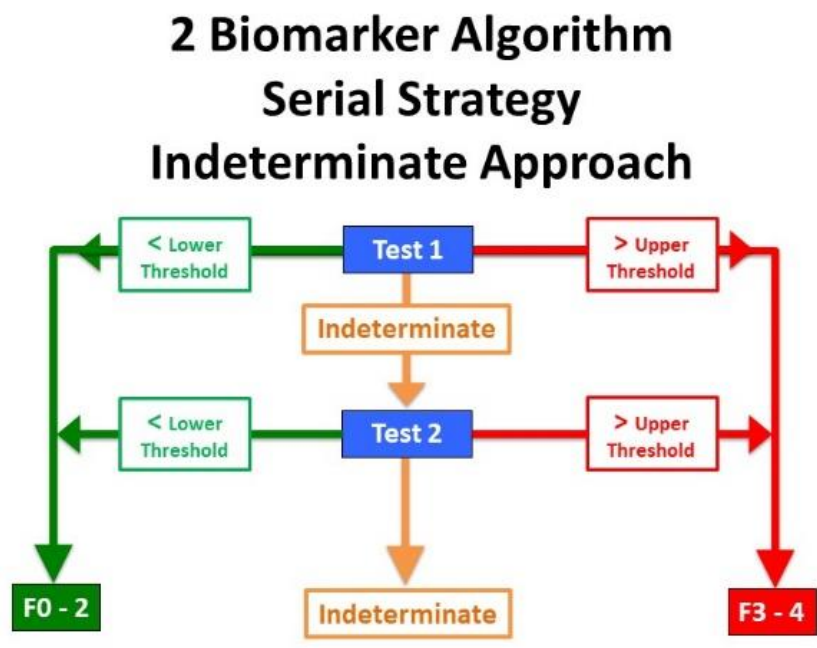 2 Biomarker Algorithm
Serial Strategy
Indeterminate Approach
< Lower
Threshold
Test 1
> Upper
Threshold
Indeterminate
< Lower
Threshold
Test 2
> Upper
Threshold
F0 - 2
Indeterminate
F3 - 4